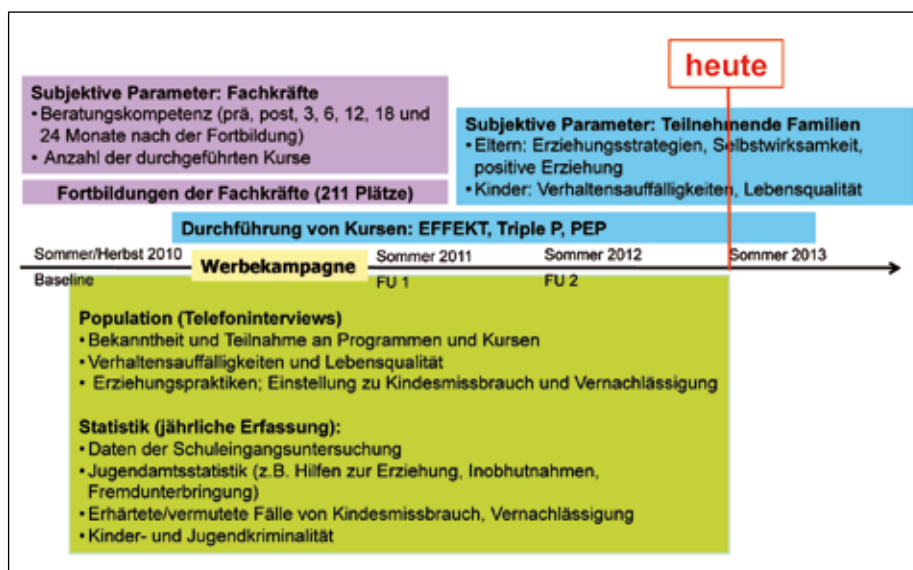 heute
Subjektive Parameter: Fachkräfte
• Beratungskompetenz (prä, post, 3, 6, 12, 18 und
24 Monate nach der Fortbildung)
• Anzahl der durchgeführten Kurse
Subjektive Parameter: Teilnehmende Familien
• Eltern: Erziehungsstrategien, Selbstwirksamkeit,
positive Erziehung
• Kinder: Verhaltensauffälligkeiten, Lebensqualität
Fortbildungen der Fachkräfte (211 Plätze)
Durchführung von Kursen: EFFEKT, Triple P, PEP
Sommer/Herbst 2010
Werbekampagne
Sommer 2011
Sommer 2012
Sommer 2013
Baseline
FU 1
FU 2
Population (Telefoninterviews)
• Bekanntheit und Teilnahme an Programmen und Kursen
• Verhaltensauffälligkeiten und Lebensqualität
• Erziehungspraktiken; Einstellung zu Kindesmissbrauch und Vernachlässigung
Statistik (jährliche Erfassung):
• Daten der Schuleingangsuntersuchung
• Jugendamtsstatistik (z.B. Hilfen zur Erziehung, Inobhutnahmen,
Fremdunterbringung)
• Erhärtete/vermutete Fälle von Kindesmissbrauch, Vernachlässigung
• Kinder- und Jugendkriminalität